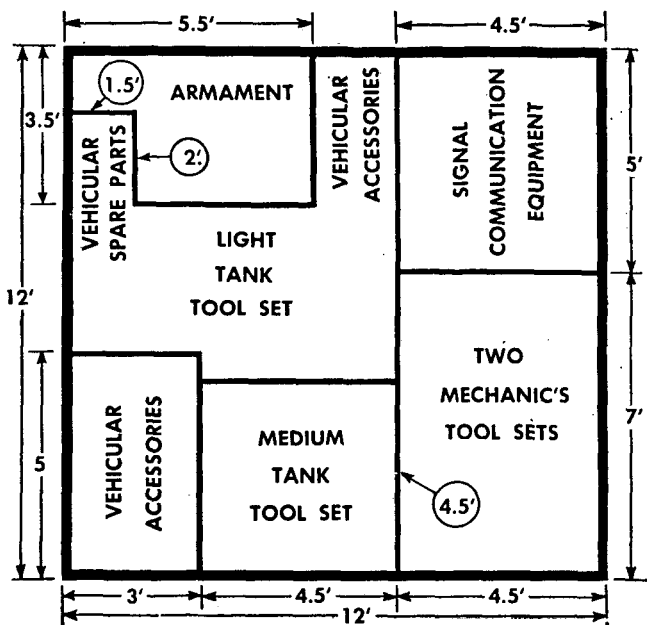 5.5'
4.5'
1.5'
ARMAMENT
3.5'
2'.
VEHICULAR
SPARE PARTS
VEHICULAR
ACCESSORIES
SIGNAL
COMMUNICATION
EQUIPMENT
5'
LIGHT
TANK
TOOL SET
12'
TWO
MECHANIC'S
TOOL SETS
7'
5
VEHICULAR
ACCESSORIES
MEDIUM
TANK
TOOL SET
4.5'
3'
4.5'
4.5'
12'